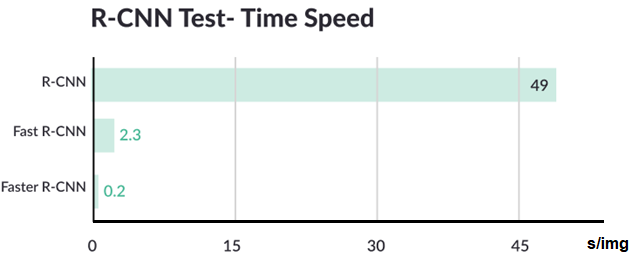 R-CNN Test- Time Speed
R-CNN
49
Fast R-CNN
2.3
Faster R-CNN
0.2
0 15 30 45 s/img